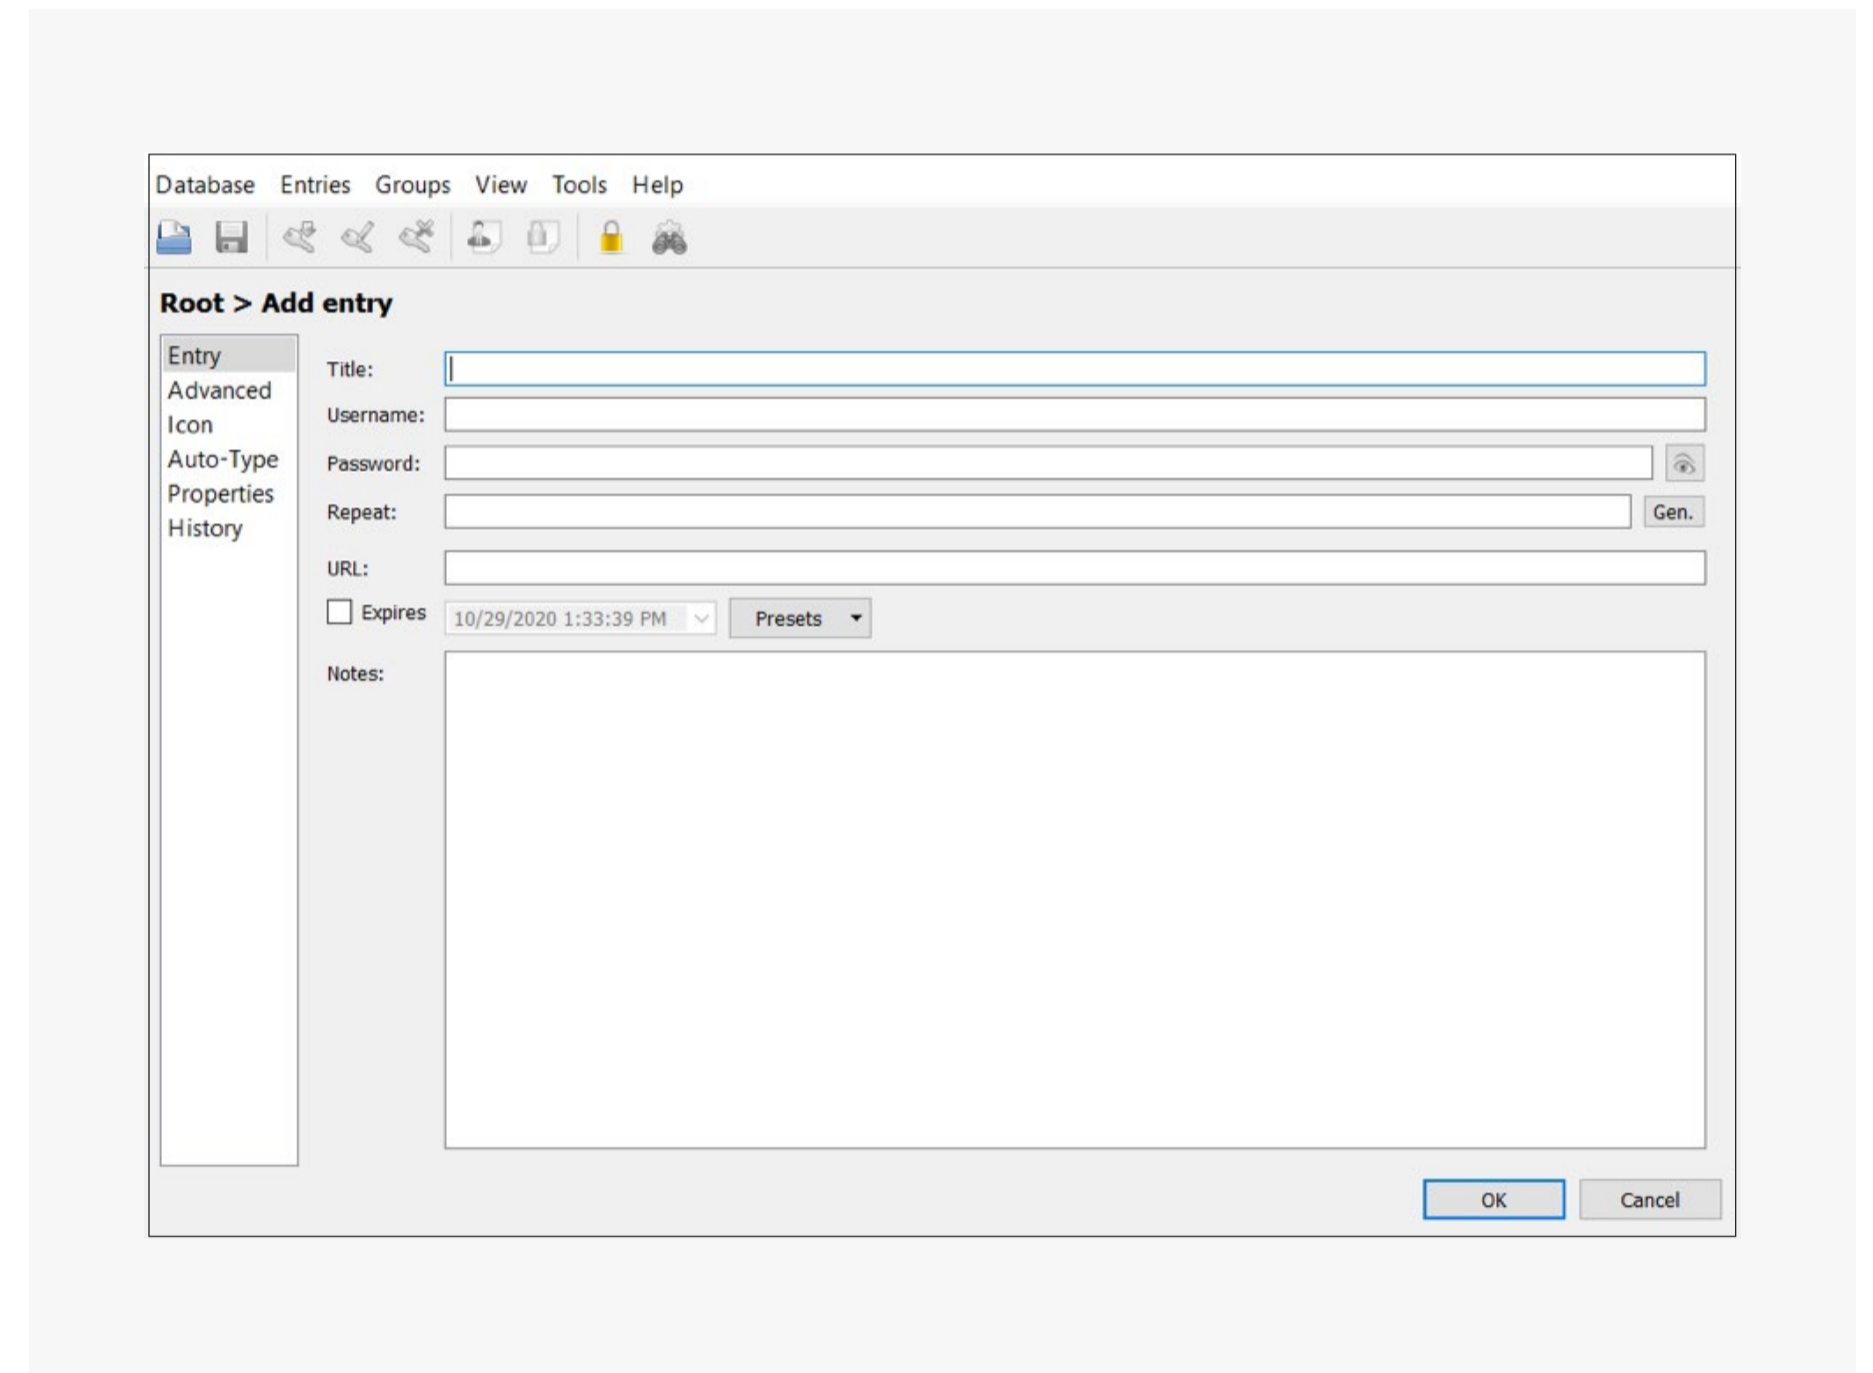 Database Entries Groups View Tools Help
Root > Add entry
Entry
Advanced
Icon
Auto-Type
Properties
History
Title:
Username:
Password:
Repeat:
Gen.
URL:
Expires 10/29/2020 1:33:39 PM Presets
Notes:
OK Cancel